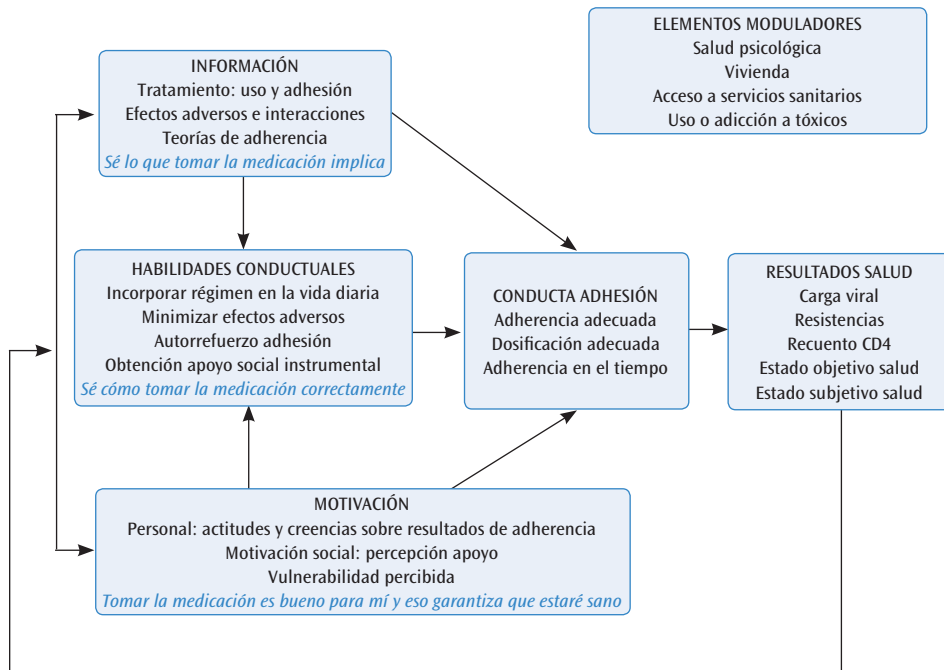 ELEMENTOS MODULADORES
Salud psicológica
Vivienda
Acceso a servicios sanitarios
Uso o adicción a tóxicos
INFORMACIÓN
Tratamiento: uso y adhesión
Efectos adversos e interacciones
Teorías de adherencia
Sé lo que tomar la medicación implica
HABILIDADES CONDUCTUALES
Incorporar régimen en la vida diaria
Minimizar efectos adversos
Autorrefuerzo adhesión
Obtención apoyo social instrumental
Sé cómo tomar la medicación correctamente
CONDUCTA ADHESIÓN
Adherencia adecuada
Dosificación adecuada
Adherencia en el tiempo
RESULTADOS SALUD
Carga viral
Resistencias
Recuento CD4
Estado objetivo salud
Estado subjetivo salud
MOTIVACIÓN
Personal: actitudes y creencias sobre resultados de adherencia
Motivación social: percepción apoyo
Vulnerabilidad percibida
Tomar la medicación es bueno para mí y eso garantiza que estaré sano